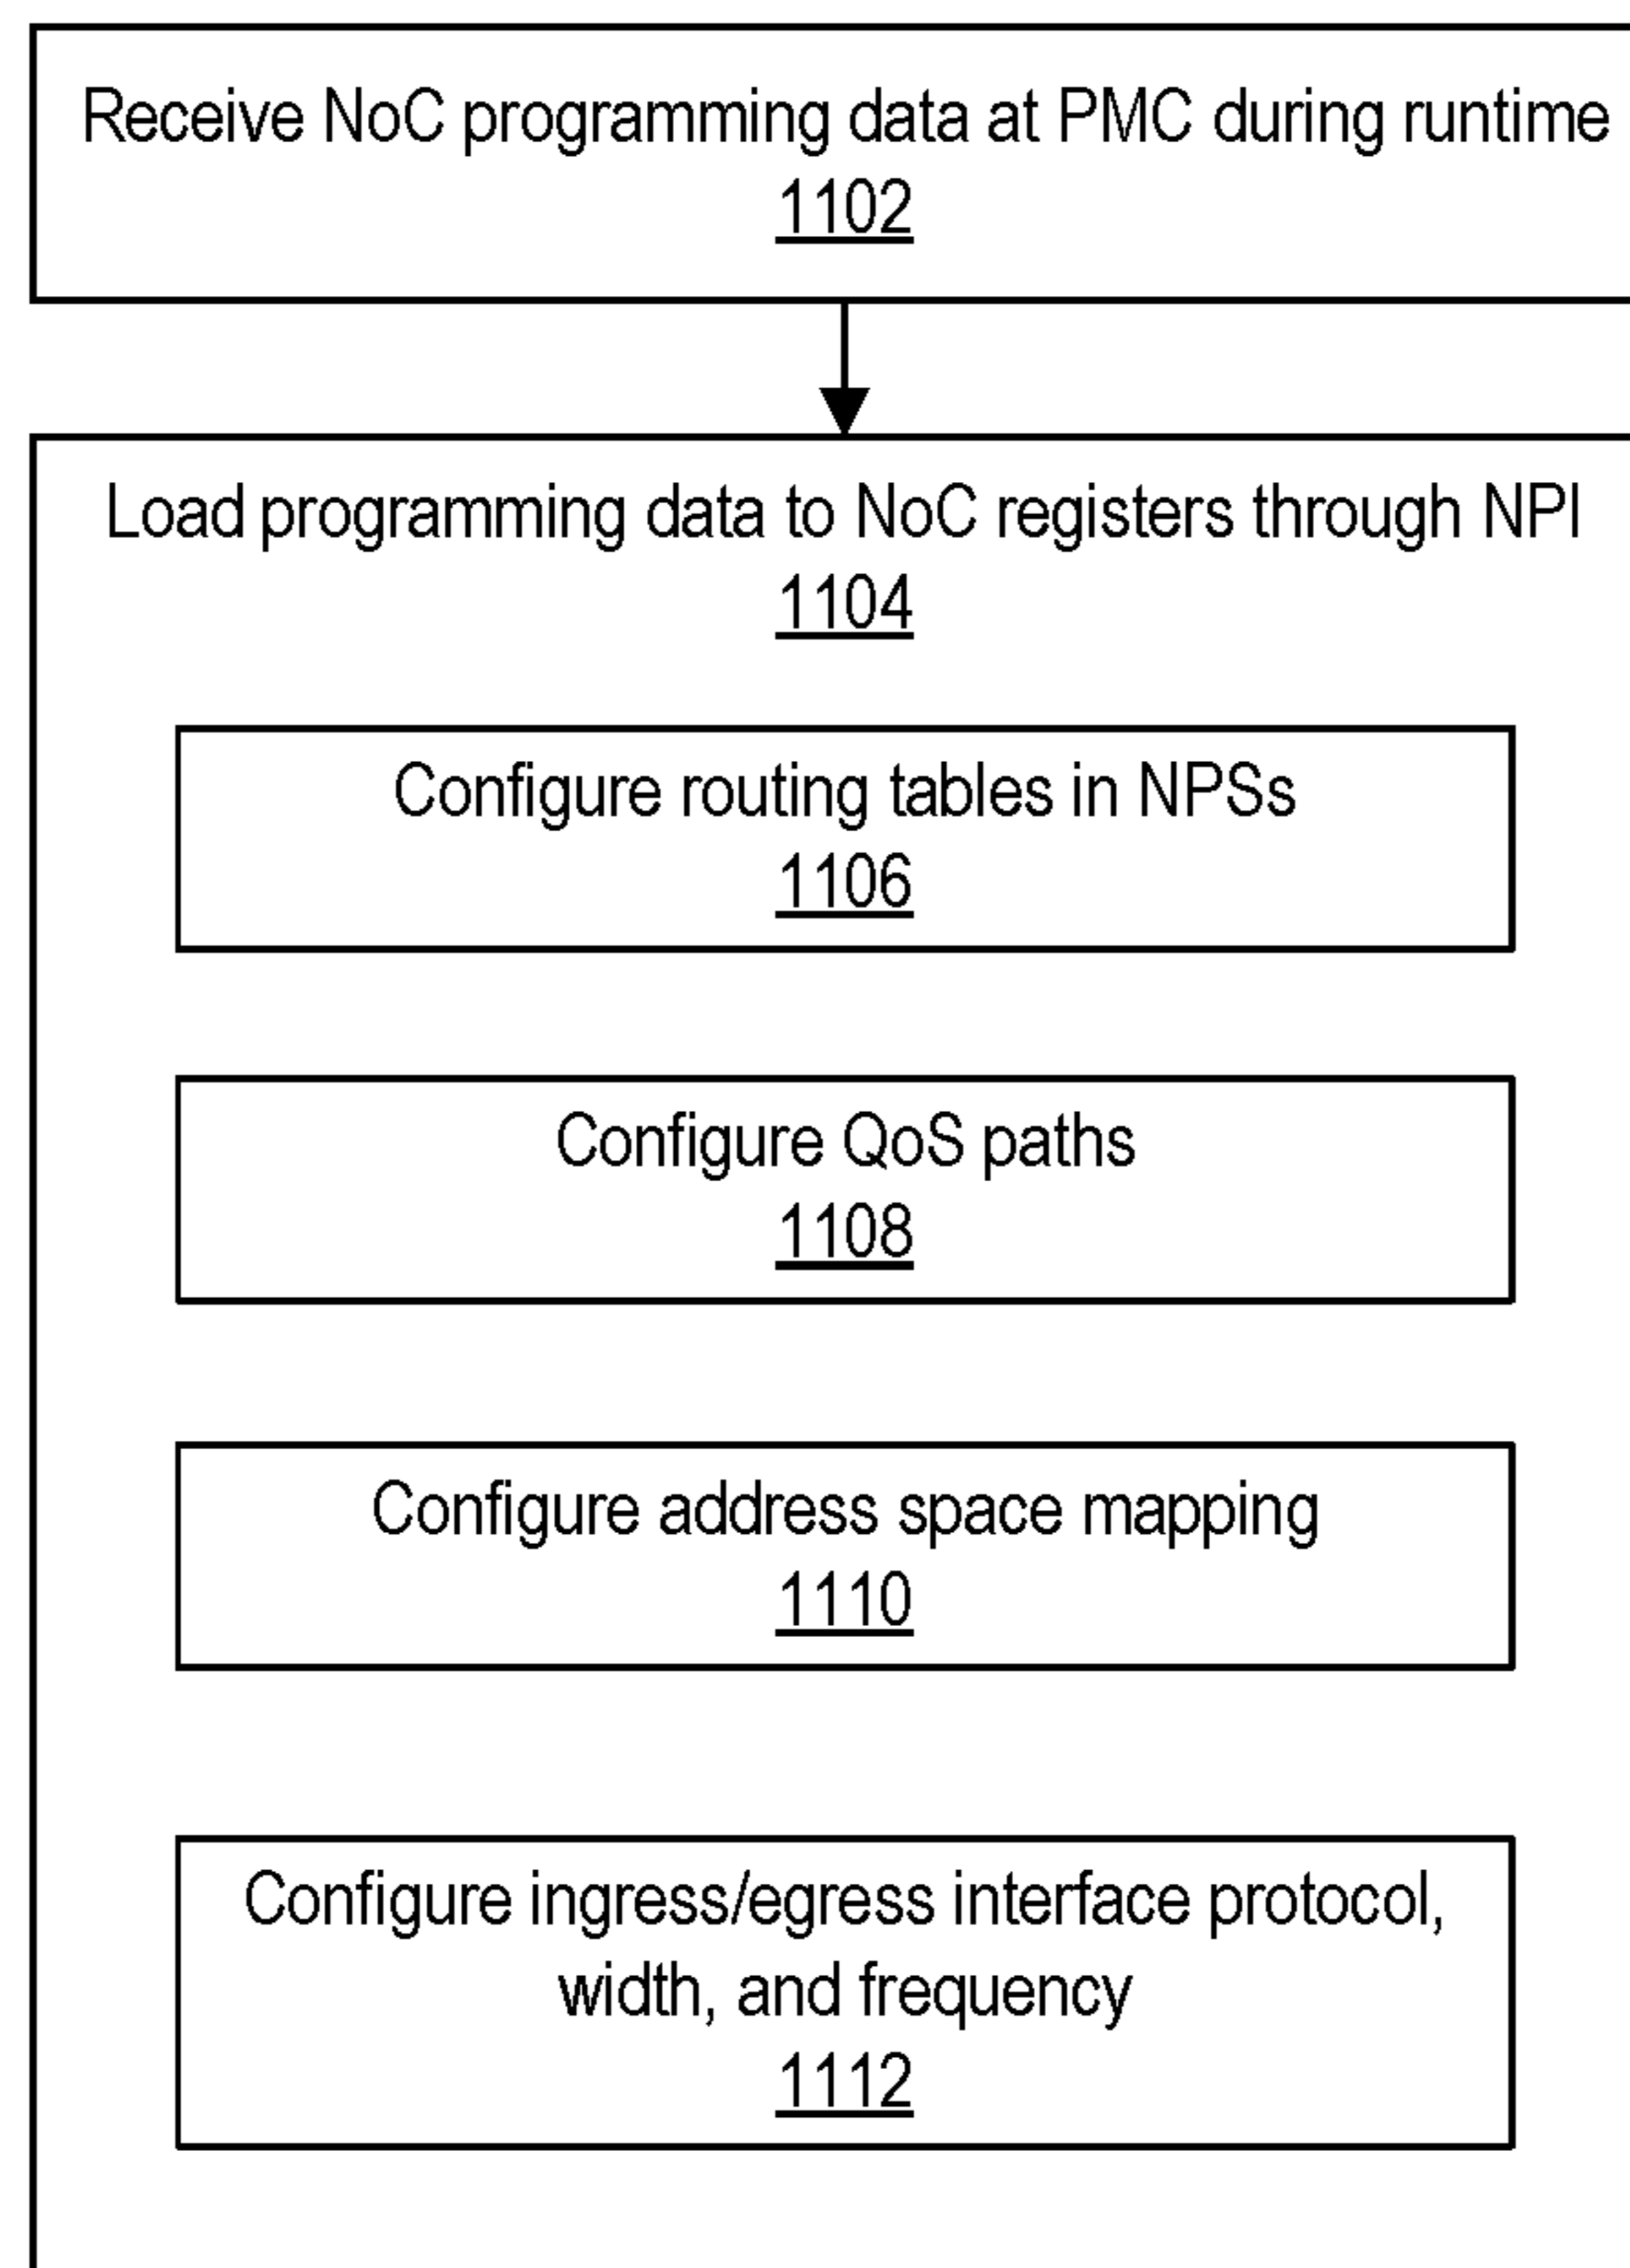 Receive NoC programming data at PMC during runtime
1102
Load programming data to NoC registers through NPI
1104
Configure routing tables in NPSs
1106
Configure QoS paths
1108
Configure address space mapping
1110
Configure ingress/egress interface protocol,
width, and frequency
1112